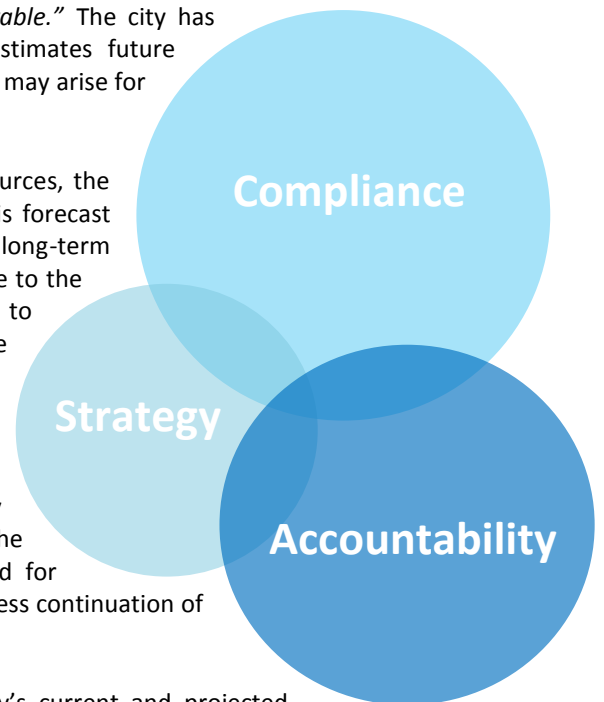 able.” The city has
stimates future
may arise for
urces, the
is forecast
long-term
e to the
to
e
he
d for
ess continuation of
y’s current and projected
Compliance
Strategy
Accountability